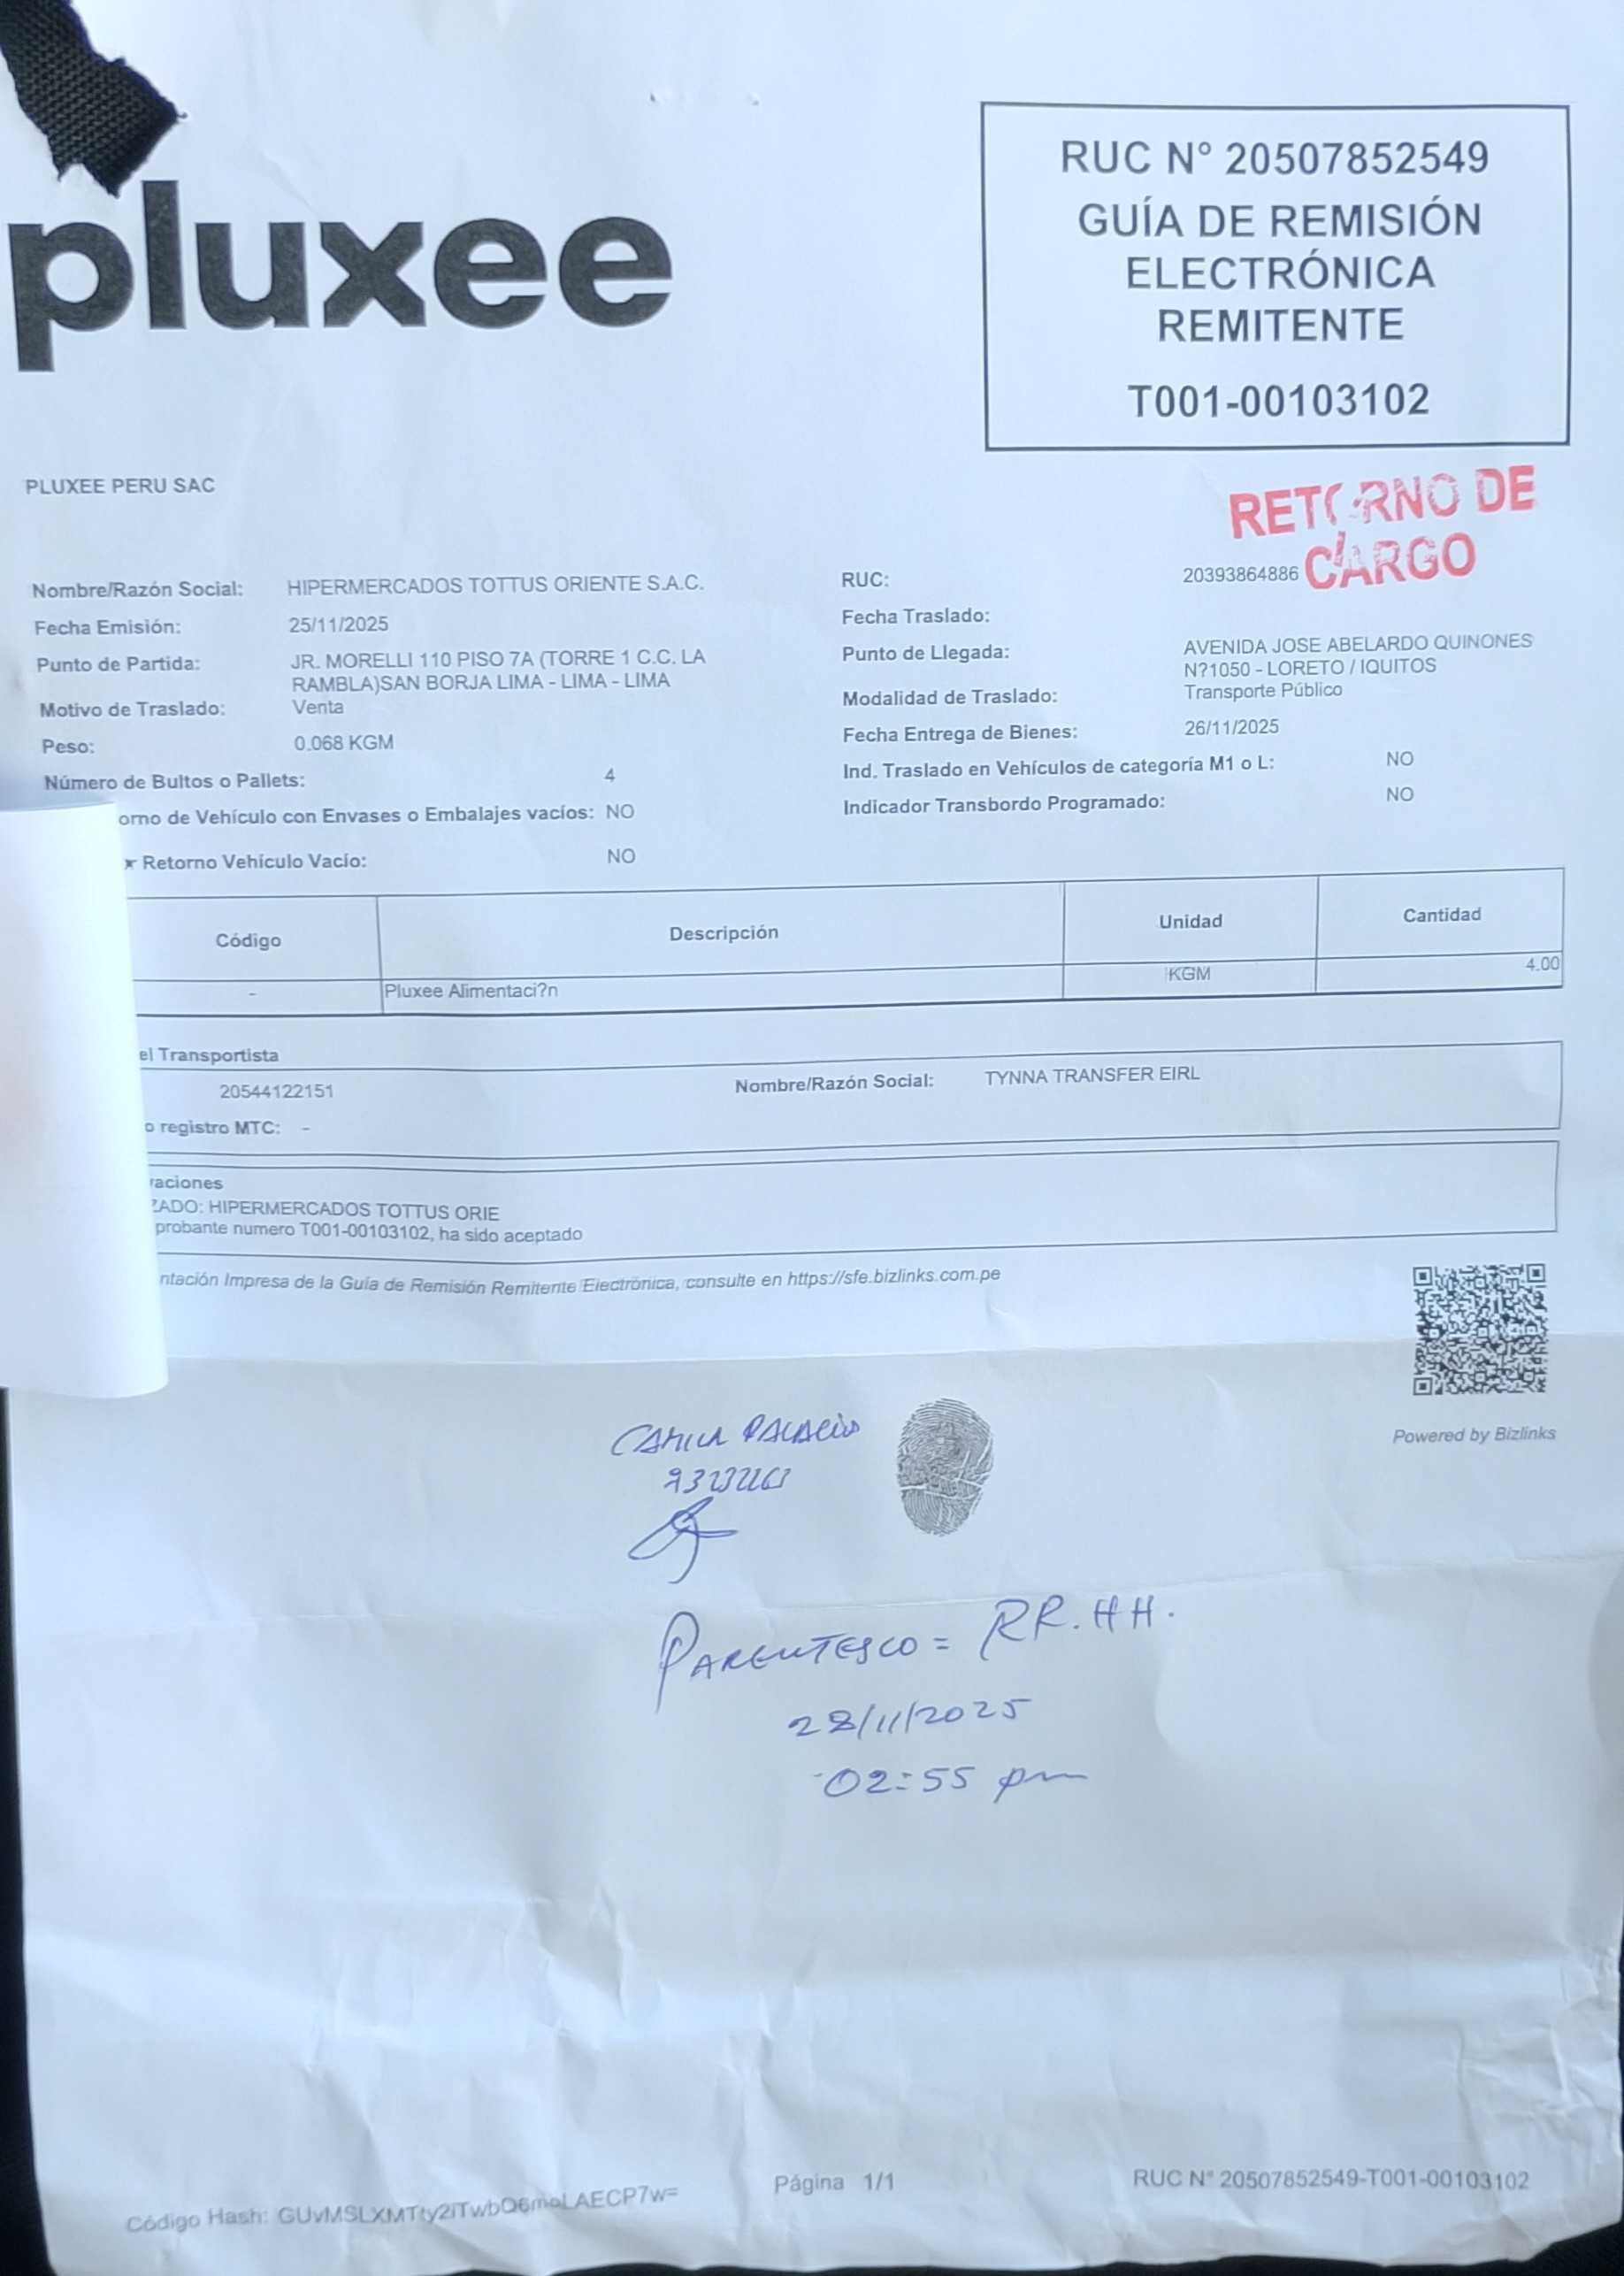 pluxee
RUC N° 20507852549
GUÍA DE REMISIÓN
ELECTRÓNICA
REMITENTE
T001-00103102
PLUXEE PERU SAC
RETORNO DE
CARGO
Nombre/Razón Social: HIPERMERCADOS TOTTUS ORIENTE S.A.C.
RUC: 20393864886
Fecha Emisión: 25/11/2025
Fecha Traslado:
Punto de Partida: JR. MORELLI 110 PISO 7A (TORRE 1 C.C. LA
RAMBLA)SAN BORJA LIMA - LIMA - LIMA
Punto de Llegada: AVENIDA JOSE ABELARDO QUINONES
N?1050 - LORETO / IQUITOS
Motivo de Traslado: Venta
Modalidad de Traslado: Transporte Público
Peso: 0.068 KGM
Fecha Entrega de Bienes: 26/11/2025
Número de Bultos o Pallets: 4
Ind. Traslado en Vehículos de categoría M1 o L: NO
orno de Vehículo con Envases o Embalajes vacíos: NO
Indicador Transbordo Programado: NO
Retorno Vehículo Vacío: NO
Código Descripción Unidad Cantidad
- Pluxee Alimentaci?n KGM 4.00
el Transportista
20544122151 Nombre/Razón Social: TYNNA TRANSFER EIRL
o registro MTC: -
raciones
ZADO: HIPERMERCADOS TOTTUS ORIE
probante numero T001-00103102, ha sido aceptado
ntación Impresa de la Guía de Remisión Remitente Electrónica, consulte en https://sfe.bizlinks.com.pe
Powered by Bizlinks
CAMILA PALACIOS
PARENTESCO = RR.HH.
28/11/2025
02:55 pm
Código Hash: GUvMSLXMTty2iTwbQ6moLAECP7w=
Página 1/1
RUC N° 20507852549-T001-00103102